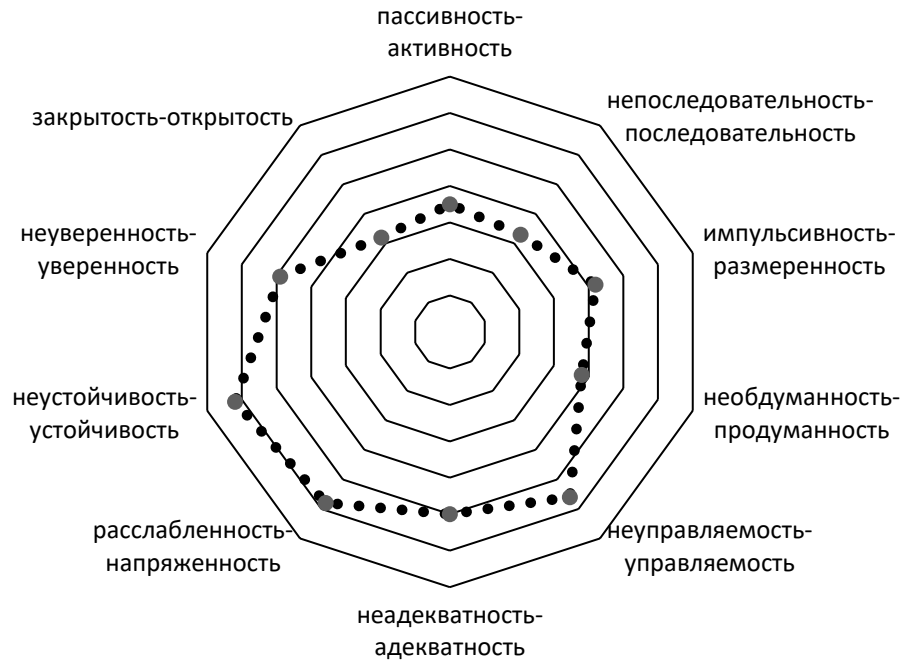 пассивность-
активность
непоследовательность-
последовательность
импульсивность-
размеренность
необдуманность-
продуманность
неуправляемость-
управляемость
неадекватность-
адекватность
расслабленность-
напряженность
неустойчивость-
устойчивость
неуверенность-
уверенность
закрытость-открытость